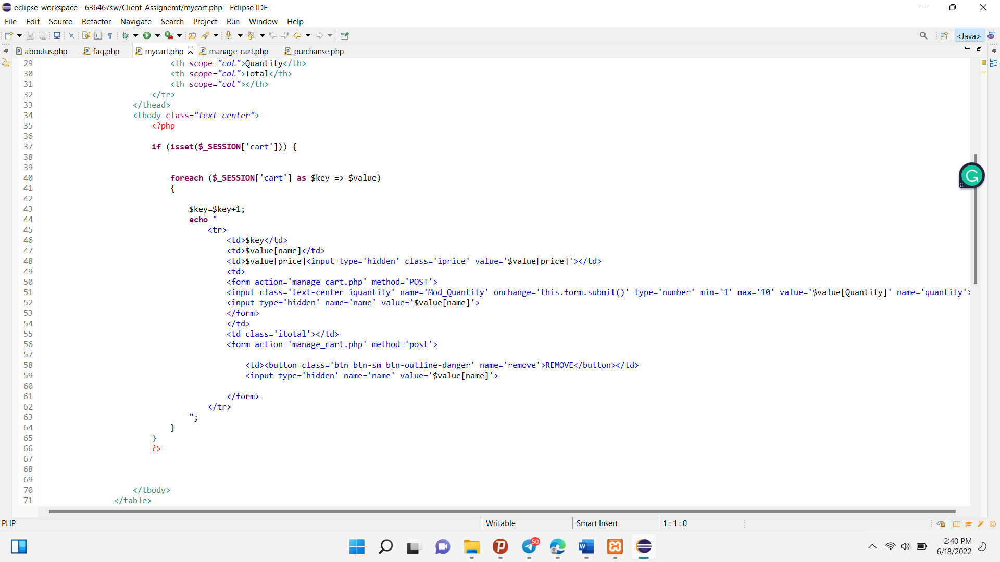 eclipse-workspace - 636467sw/Client_Assignemt/mycart.php - Eclipse IDE
File Edit Source Refactor Navigate Search Project Run Window Help
<Java>
aboutus.php faq.php mycart.php manage_cart.php purchanse.php
29 <th scope="col">Quantity</th>
30 <th scope="col">Total</th>
31 <th scope="col"></th>
32 </tr>
33 </thead>
34 <tbody class="text-center">
35 <?php
36
37 if (isset($_SESSION['cart'])) {
38
39
40 foreach ($_SESSION['cart'] as $key => $value)
41 {
42
43 $key=$key+1;
44 echo "
45 <tr>
46 <td>$key</td>
47 <td>$value[name]</td>
48 <td>$value[price]<input type='hidden' class='iprice' value='$value[price]'></td>
49 <td>
50 <form action='manage_cart.php' method='POST'>
51 <input class='text-center iquantity' name='Mod_Quantity' onchange='this.form.submit()' type='number' min='1' max='10' value='$value[Quantity]' name='quantity'>
52 <input type='hidden' name='name' value='$value[name]'>
53 </form>
54 </td>
55 <td class='itotal'></td>
56 <form action='manage_cart.php' method='post'>
57
58 <td><button class='btn btn-sm btn-outline-danger' name='remove'>REMOVE</button></td>
59 <input type='hidden' name='name' value='$value[name]'>
60
61 </form>
62 </tr>
63 ";
64 }
65 }
66 ?>
67
68
69
70 </tbody>
71 </table>
PHP Writable Smart Insert 1 : 1 : 0
50
2:40 PM
6/18/2022